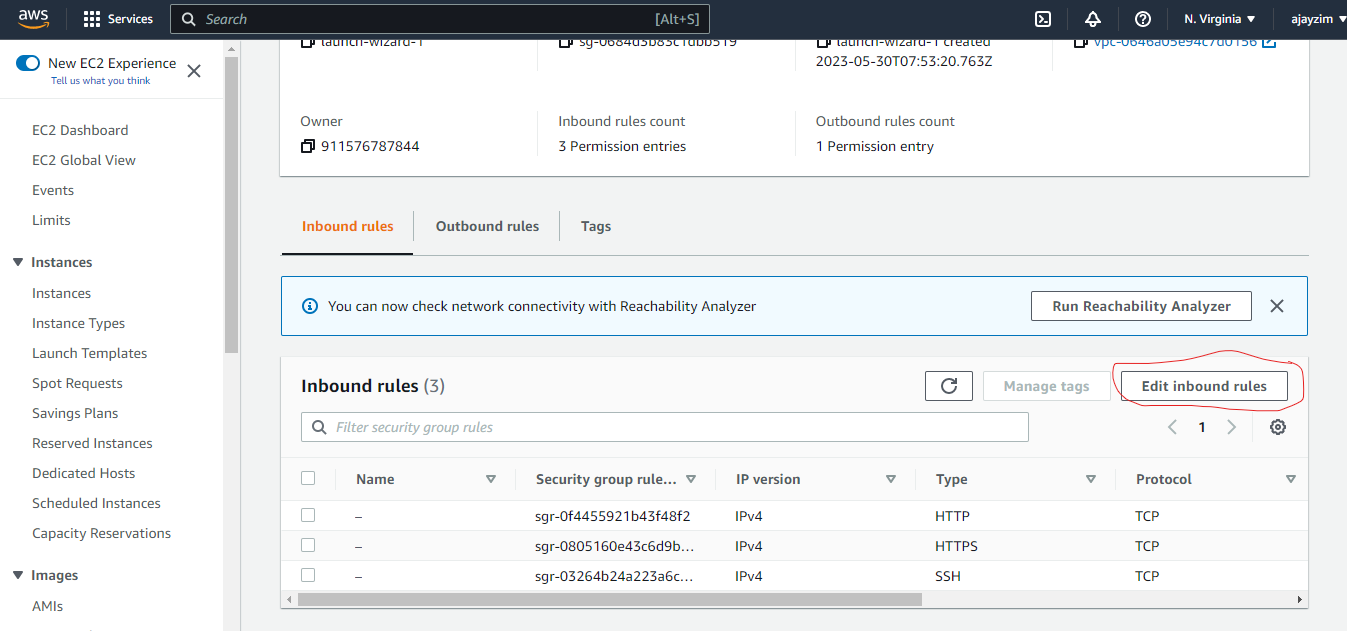 aws
Services
Search
[Alt+S]
N. Virginia
ajayzim
New EC2 Experience
Tell us what you think
EC2 Dashboard
EC2 Global View
Events
Limits
Instances
Instances
Instance Types
Launch Templates
Spot Requests
Savings Plans
Reserved Instances
Dedicated Hosts
Scheduled Instances
Capacity Reservations
Images
AMIs
launch-wizard-1
sg-0684d3b83c1dbb519
launch-wizard-1 created
2023-05-30T07:53:20.763Z
vpc-0646a05e94c7d0156
Owner
911576787844
Inbound rules count
3 Permission entries
Outbound rules count
1 Permission entry
Inbound rules
Outbound rules
Tags
You can now check network connectivity with Reachability Analyzer
Run Reachability Analyzer
Inbound rules (3)
Manage tags
Edit inbound rules
Filter security group rules
1
Name Security group rule... IP version Type Protocol
– sgr-0f4455921b43f48f2 IPv4 HTTP TCP
– sgr-0805160e43c6d9b... IPv4 HTTPS TCP
– sgr-03264b24a223a6c... IPv4 SSH TCP